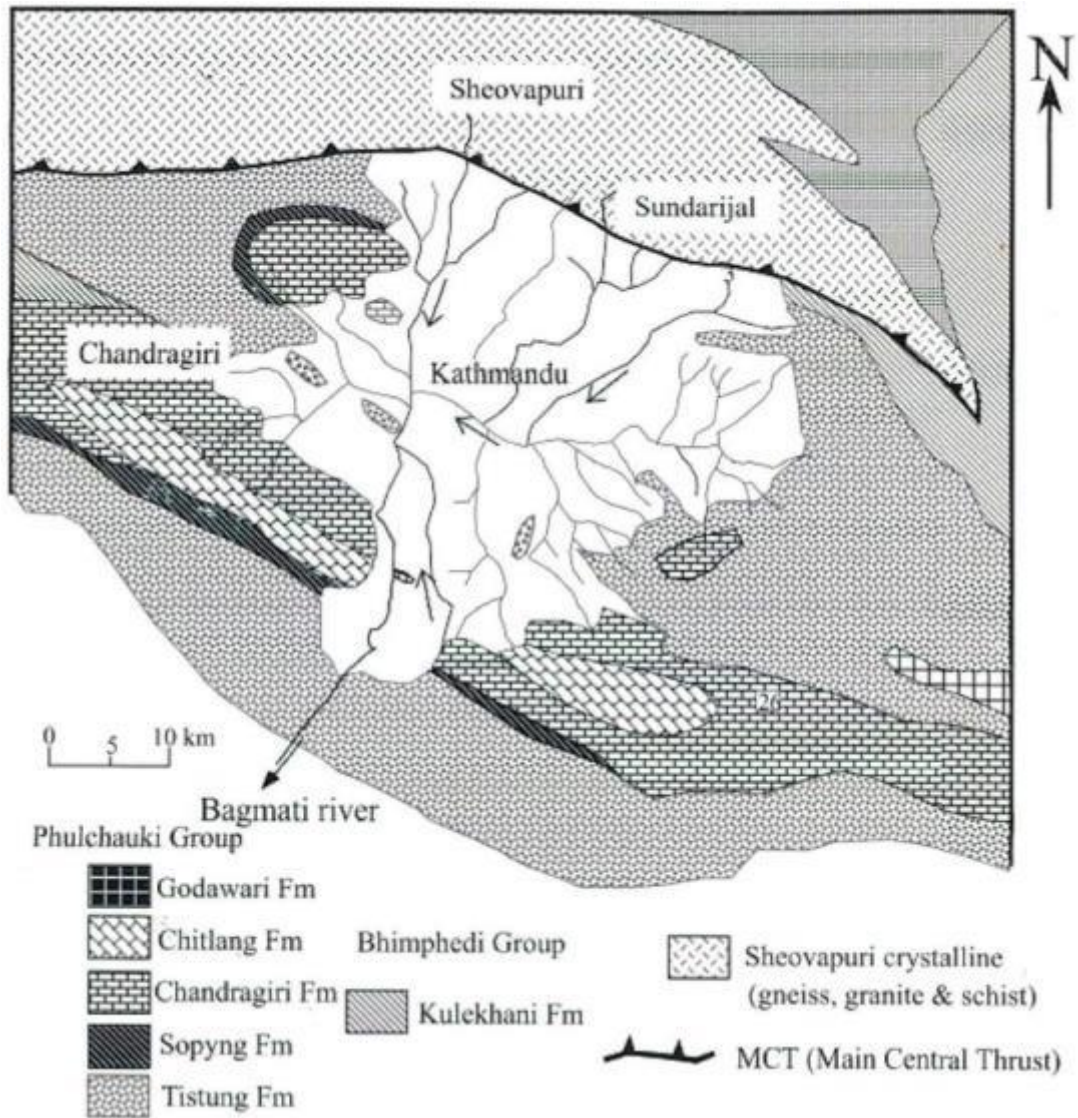 N
Sheovapuri
Sundarijal
Chandragiri
Kathmandu
26
0 5 10 km
Bagmati river
Phulchauki Group
Godawari Fm
Chitlang Fm
Chandragiri Fm
Sopyng Fm
Tistung Fm
Bhimphedi Group
Kulekhani Fm
Sheovapuri crystalline
(gneiss, granite & schist)
MCT (Main Central Thrust)